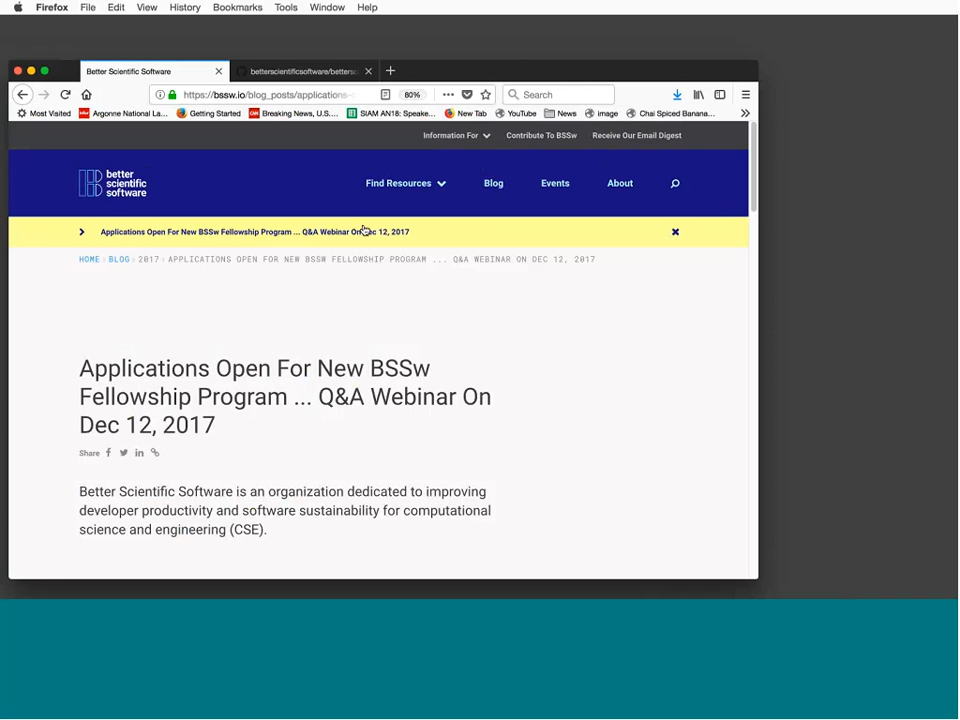 Firefox File Edit View History Bookmarks Tools Window Help
Better Scientific Software betterscientificsoftware/betters
https://bssw.io/blog_posts/applications- 80% Search
Most Visited Argonne National La... Getting Started Breaking News, U.S.... SIAM AN18: Speake... New Tab YouTube News image Chai Spiced Banana...
Information For Contribute To BSSw Receive Our Email Digest
better
scientific
software
Find Resources Blog Events About
Applications Open For New BSSw Fellowship Program ... Q&A Webinar On Dec 12, 2017
HOME › BLOG › 2017 › APPLICATIONS OPEN FOR NEW BSSW FELLOWSHIP PROGRAM ... Q&A WEBINAR ON DEC 12, 2017
Applications Open For New BSSw
Fellowship Program ... Q&A Webinar On
Dec 12, 2017
Share
Better Scientific Software is an organization dedicated to improving
developer productivity and software sustainability for computational
science and engineering (CSE).